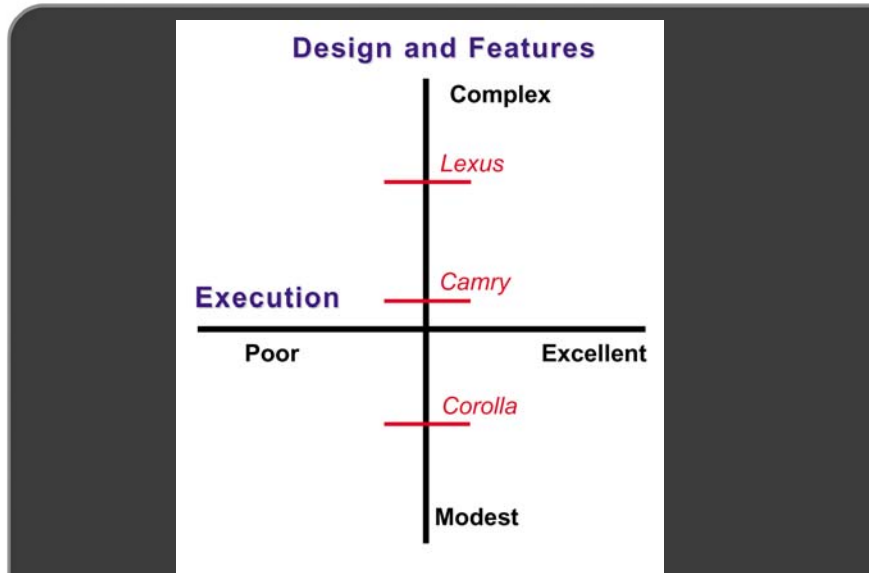 Design and Features
Complex
Lexus
Camry
Execution
Poor
Excellent
Corolla
Modest